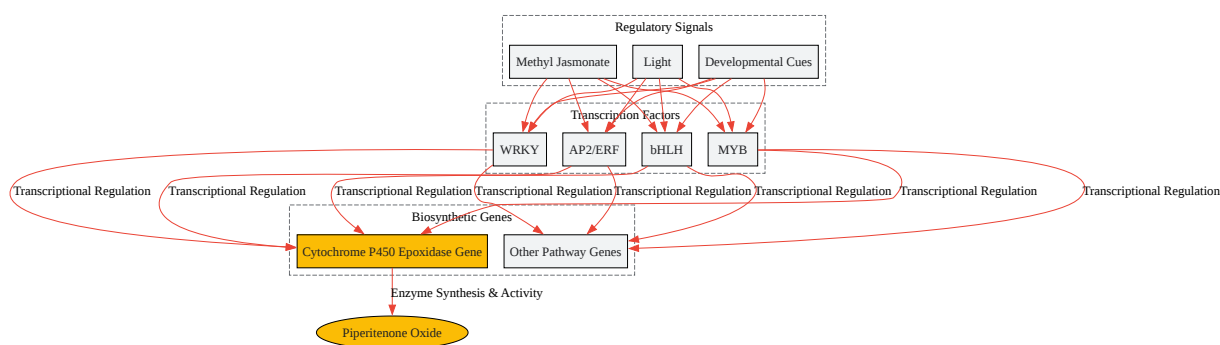 Regulatory Signals
Methyl Jasmonate
Light
Developmental Cues
Transcription Factors
WRKY
AP2/ERF
bHLH
MYB
Transcriptional Regulation
Transcriptional Regulation
Transcriptional Regulation
Transcriptional Regulation
Transcriptional Regulation
Transcriptional Regulation
Transcriptional Regulation
Transcriptional Regulation
Biosynthetic Genes
Cytochrome P450 Epoxidase Gene
Other Pathway Genes
Enzyme Synthesis & Activity
Piperitenone Oxide